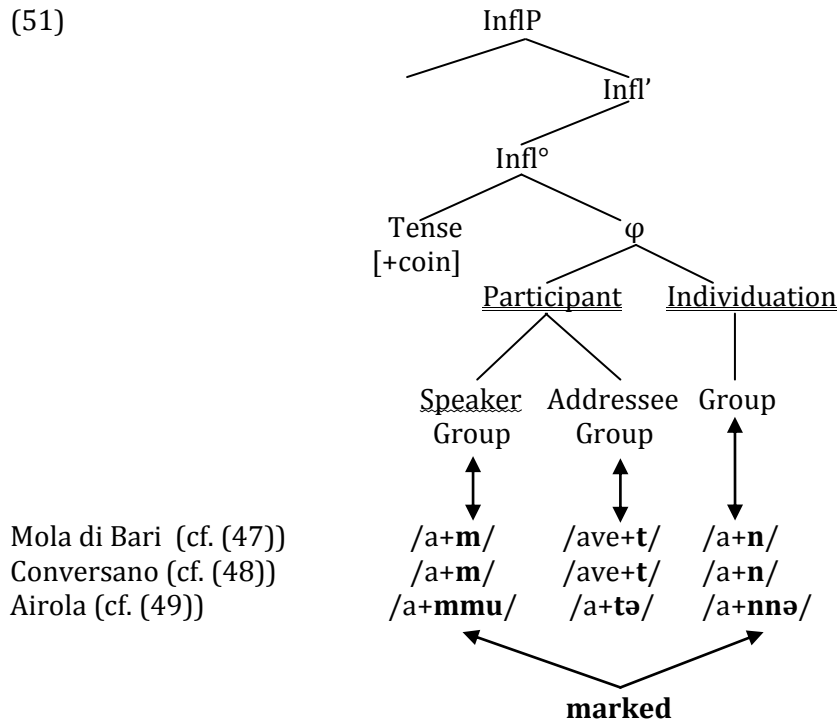 (51) InflP
Infl'
Infl°
Tense φ
[+coin]
Participant Individuation
Speaker Addressee Group
Group Group
Mola di Bari (cf. (47)) /a+m/ /ave+t/ /a+n/
Conversano (cf. (48)) /a+m/ /ave+t/ /a+n/
Airola (cf. (49)) /a+mmu/ /a+tə/ /a+nnə/
marked